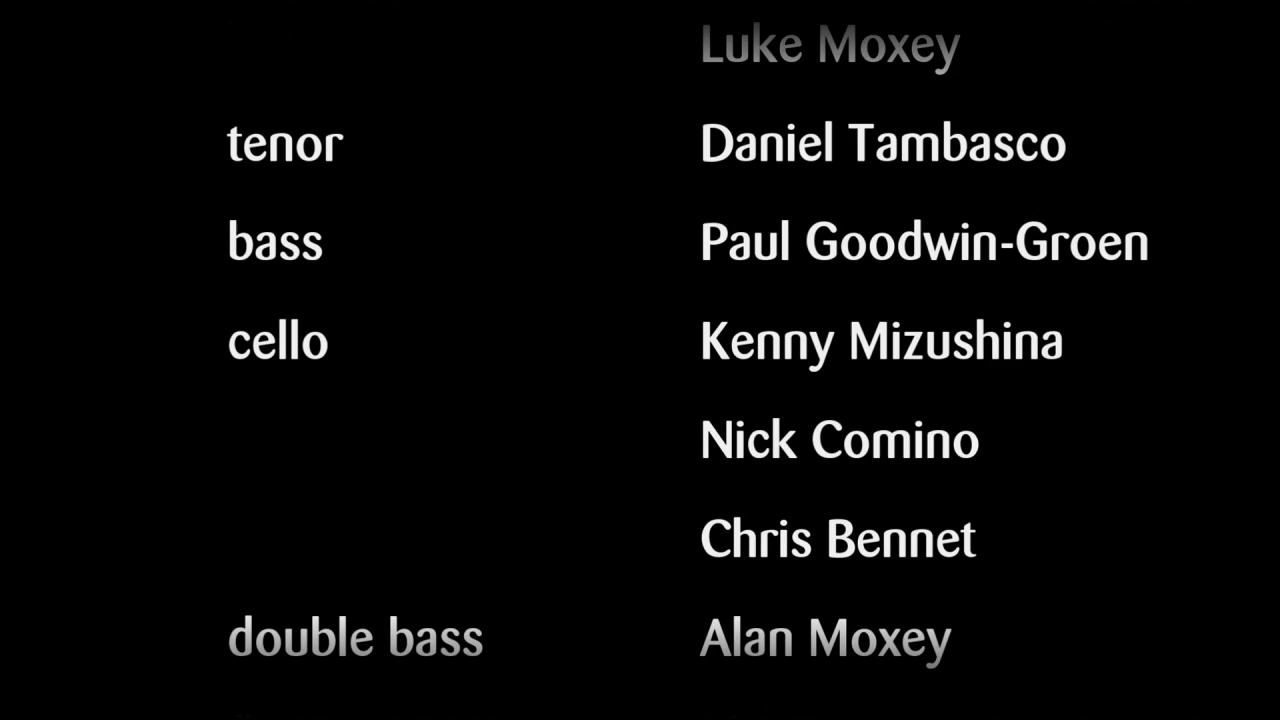 Luke Moxey
tenor Daniel Tambasco
bass Paul Goodwin-Groen
cello Kenny Mizushina
Nick Comino
Chris Bennet
double bass Alan Moxey